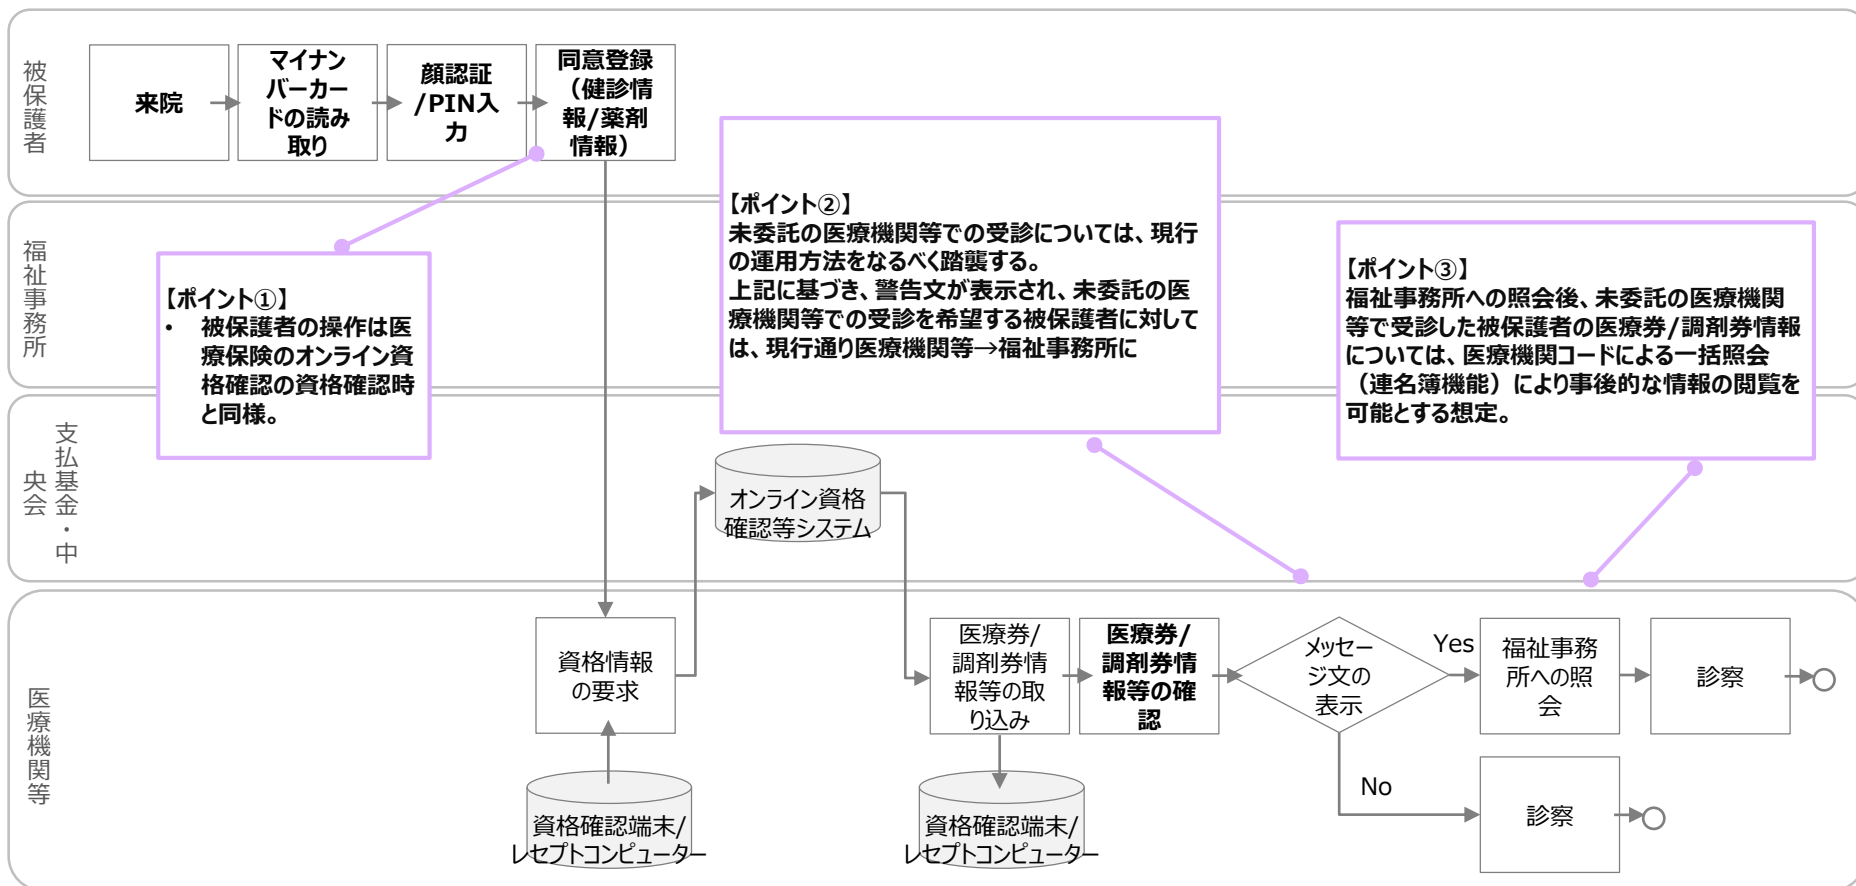 被保護者
来院
マイナン
バーカー
ドの読み
取り
顔認証
/PIN入
力
同意登録
（健診情
報/薬剤
情報）
福祉事務所
【ポイント①】
• 被保護者の操作は医
療保険のオンライン資
格確認の資格確認時
と同様。
【ポイント②】
未委託の医療機関等での受診については、現行
の運用方法をなるべく踏襲する。
上記に基づき、警告文が表示され、未委託の医
療機関等での受診を希望する被保護者に対して
は、現行通り医療機関等→福祉事務所に
【ポイント③】
福祉事務所への照会後、未委託の医療機関
等で受診した被保護者の医療券/調剤券情報
については、医療機関コードによる一括照会
（連名簿機能）により事後的な情報の閲覧を
可能とする想定。
支払基金・中
央会
オンライン資格
確認等システム
医療機関等
資格情報
の要求
資格確認端末/
レセプトコンピューター
医療券/
調剤券情
報等の取
り込み
資格確認端末/
レセプトコンピューター
医療券/
調剤券情
報等の確
認
メッセー
ジ文の
表示
Yes
福祉事務
所への照
会
診察
No
診察